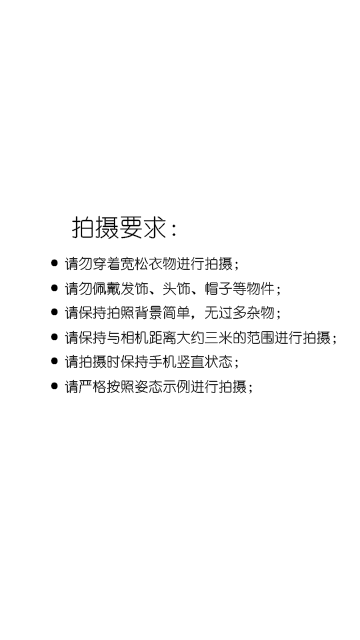 拍摄要求：
● 请勿穿着宽松衣物进行拍摄；
● 请勿佩戴发饰、头饰、帽子等物件；
● 请保持拍照背景简单，无过多杂物；
● 请保持与相机距离大约三米的范围进行拍摄；
● 请拍摄时保持手机竖直状态；
● 请严格按照姿态示例进行拍摄；